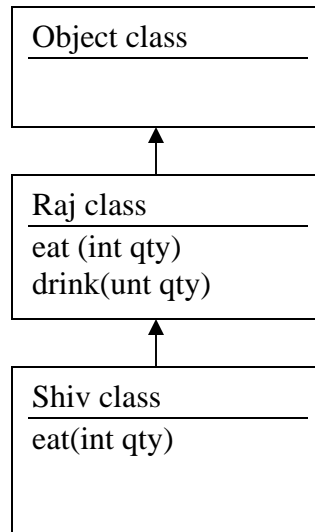 Object class
Raj class
eat (int qty)
drink(unt qty)
Shiv class
eat(int qty)